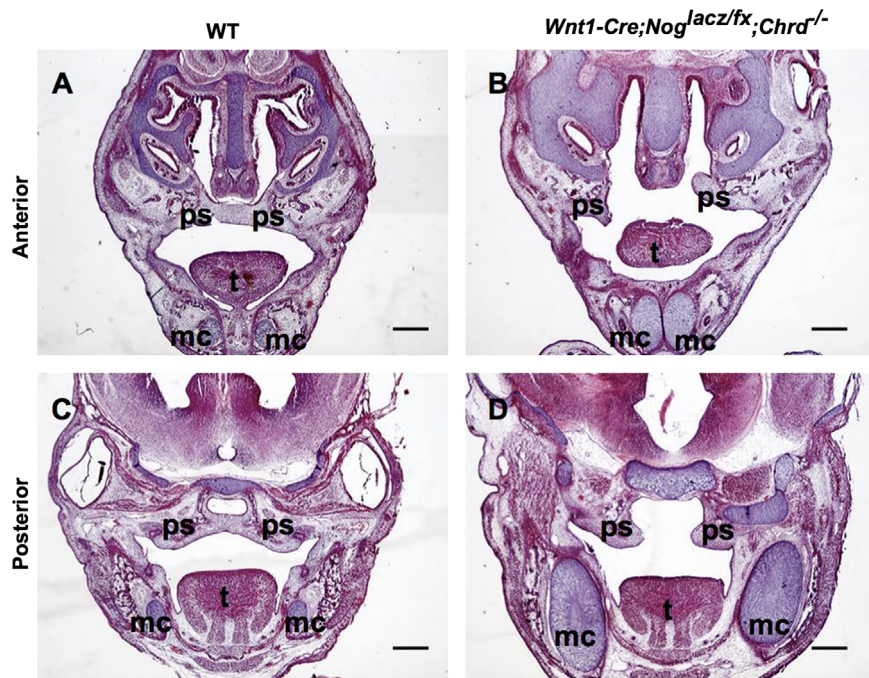 WT
Wnt1-Cre;Nog^lacz/fx;Chrd^-/-
Anterior
A
ps ps
t
mc mc
B
ps ps
t
mc mc
Posterior
C
ps ps
t
mc mc
D
ps ps
t
mc mc